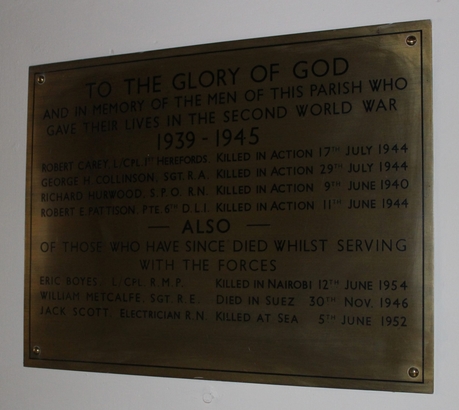 TO THE GLORY OF GOD
AND IN MEMORY OF THE MEN OF THIS PARISH WHO
GAVE THEIR LIVES IN THE SECOND WORLD WAR
1939 - 1945
ROBERT CAREY, L/CPL. 1ST HEREFORDS. KILLED IN ACTION 17TH JULY 1944
GEORGE H. COLLINSON, SGT. R.A. KILLED IN ACTION 29TH JULY 1944
RICHARD HURWOOD, S.P.O. R.N. KILLED IN ACTION 9TH JUNE 1940
ROBERT E. PATTISON, PTE 6TH D.L.I. KILLED IN ACTION 11TH JUNE 1944
— ALSO —
OF THOSE WHO HAVE SINCE DIED WHILST SERVING
WITH THE FORCES
ERIC BOYES, L/CPL. R.M.P. KILLED IN NAIROBI 12TH JUNE 1954
WILLIAM METCALFE, SGT. R.E. DIED IN SUEZ 30TH NOV. 1946
JACK SCOTT, ELECTRICIAN R.N. KILLED AT SEA 5TH JUNE 1952